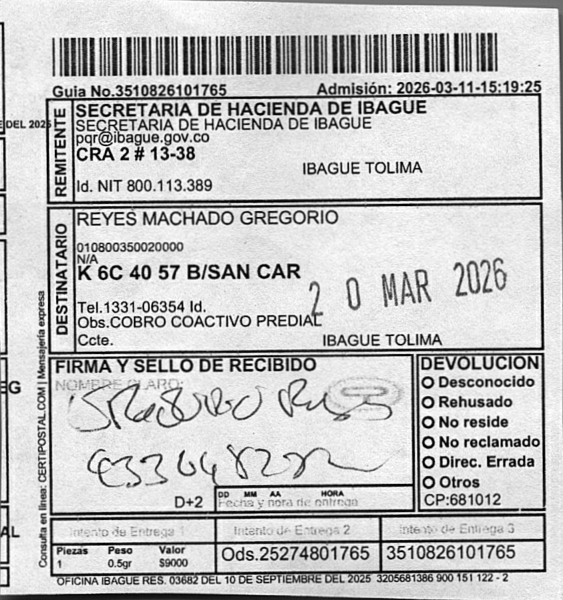 Guia No.3510826101765 Admisión: 2026-03-11-15:19:25
REMITENTE
SECRETARIA DE HACIENDA DE IBAGUE
SECRETARIA DE HACIENDA DE IBAGUE
pqr@ibague.gov.co
CRA 2 # 13-38
IBAGUE TOLIMA
Id. NIT 800.113.389
DESTINATARIO
REYES MACHADO GREGORIO
010800350020000
N/A
K 6C 40 57 B/SAN CAR
20 MAR 2026
Tel.1331-06354 Id.
Obs.COBRO COACTIVO PREDIAL
Ccte. IBAGUE TOLIMA
FIRMA Y SELLO DE RECIBIDO
NOMBRE CLARO:
D+2
DD MM AA HORA
Fecha y hora de entrega
DEVOLUCION
Desconocido
Rehusado
No reside
No reclamado
Direc. Errada
Otros
CP:681012
Intento de Entrega 1 Intento de Entrega 2 Intento de Entrega 3
Piezas Peso Valor
1 0.5gr $9000
Ods.25274801765 3510826101765
OFICINA IBAGUE RES. 03682 DEL 10 DE SEPTIEMBRE DEL 2025 3205681386 900 151 122 - 2
Consulta en línea: CERTIPOSTAL.COM | Mensajería expresa
DEL 2025
EG
AL